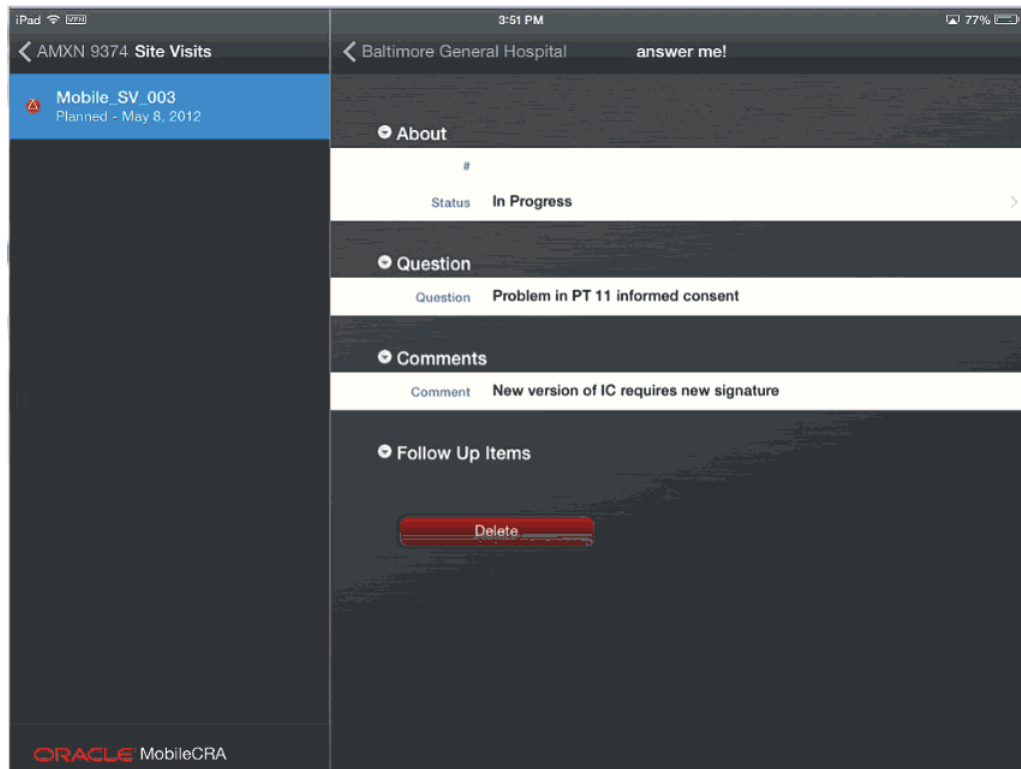 iPad VPN 3:51 PM 77%
AMXN 9374 Site Visits
Baltimore General Hospital answer me!
Mobile_SV_003
Planned - May 8, 2012
About
#
Status In Progress
Question
Question Problem in PT 11 informed consent
Comments
Comment New version of IC requires new signature
Follow Up Items
Delete
ORACLE MobileCRA